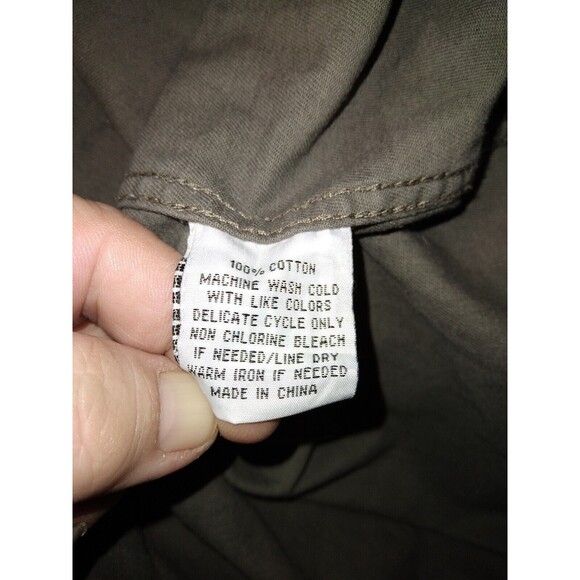 100% COTTON
MACHINE WASH COLD
WITH LIKE COLORS
DELICATE CYCLE ONLY
NON CHLORINE BLEACH
IF NEEDED/LINE DRY
WARM IRON IF NEEDED
MADE IN CHINA